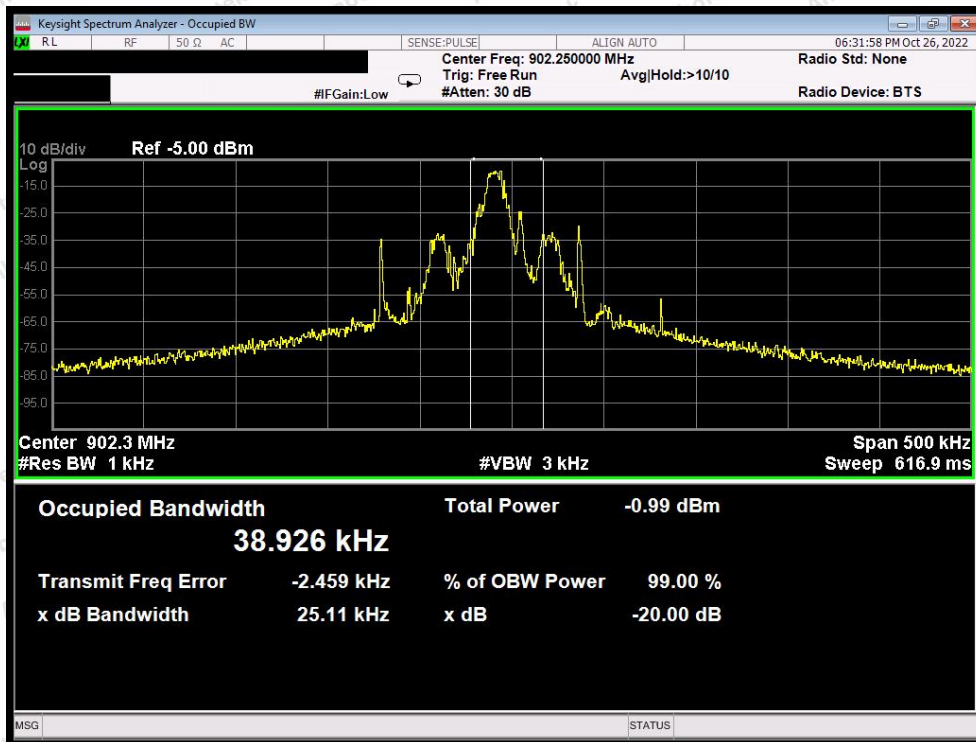 Keysight Spectrum Analyzer - Occupied BW
LXI RL RF 50 Ω AC SENSE:PULSE ALIGN AUTO 06:31:58 PM Oct 26, 2022
Center Freq: 902.250000 MHz Radio Std: None
Trig: Free Run Avg|Hold:>10/10
#IFGain:Low #Atten: 30 dB Radio Device: BTS
10 dB/div Ref -5.00 dBm
Log
-15.0
-25.0
-35.0
-45.0
-55.0
-65.0
-75.0
-85.0
-95.0
Center 902.3 MHz Span 500 kHz
#Res BW 1 kHz #VBW 3 kHz Sweep 616.9 ms
Occupied Bandwidth Total Power -0.99 dBm
38.926 kHz
Transmit Freq Error -2.459 kHz % of OBW Power 99.00 %
x dB Bandwidth 25.11 kHz x dB -20.00 dB
MSG STATUS